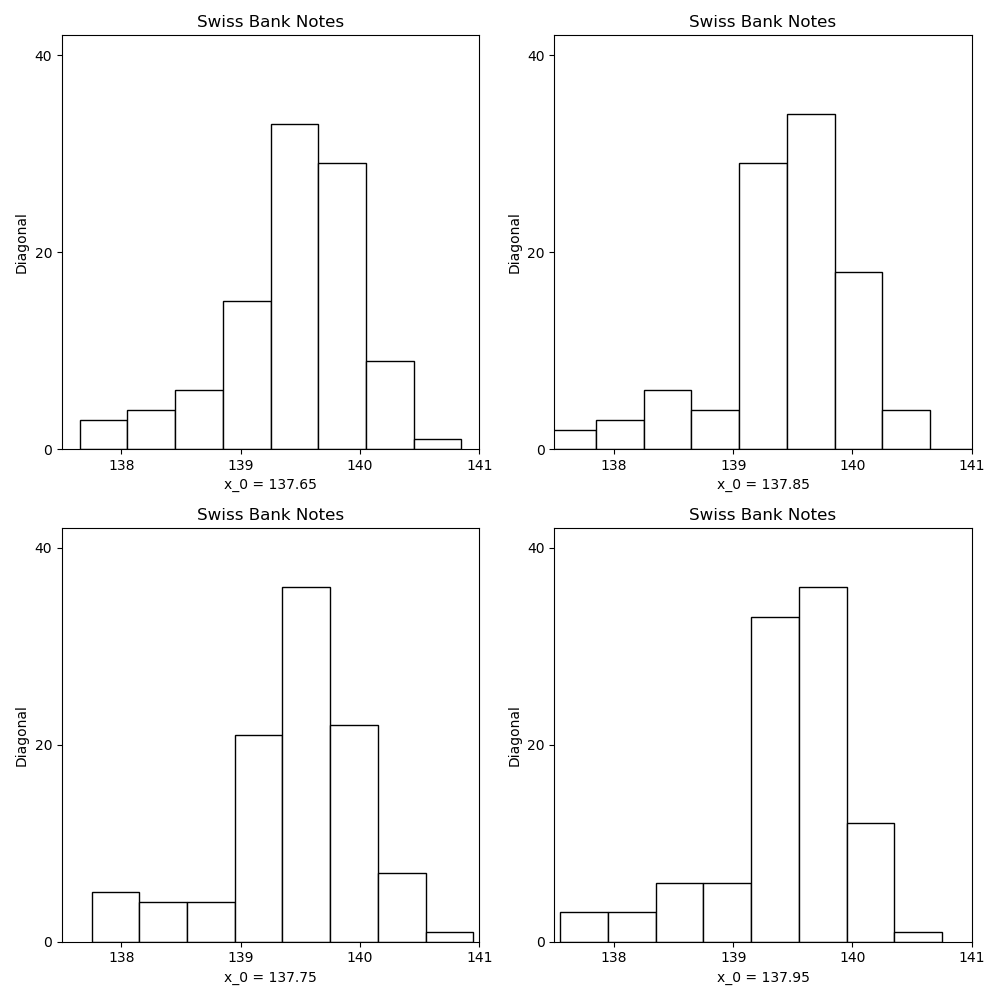 Swiss Bank Notes
40
20
0
Diagonal
138 139 140 141
x_0 = 137.65
Swiss Bank Notes
40
20
0
Diagonal
138 139 140 141
x_0 = 137.85
Swiss Bank Notes
40
20
0
Diagonal
138 139 140 141
x_0 = 137.75
Swiss Bank Notes
40
20
0
Diagonal
138 139 140 141
x_0 = 137.95